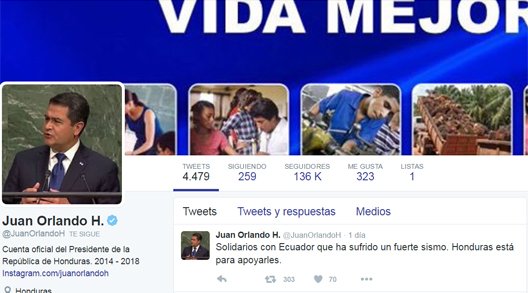 VIDA MEJOR
TWEETS SIGUIENDO SEGUIDORES ME GUSTA LISTAS
4.479 259 136 K 323 1
Juan Orlando H.
@JuanOrlandoH TE SIGUE
Cuenta oficial del Presidente de la
República de Honduras. 2014 - 2018
Instagram.com/juanorlandoh
Honduras
Tweets Tweets y respuestas Medios
Juan Orlando H. @JuanOrlandoH · 1 día
Solidarios con Ecuador que ha sufrido un fuerte sismo. Honduras está
para apoyarles.
303 70